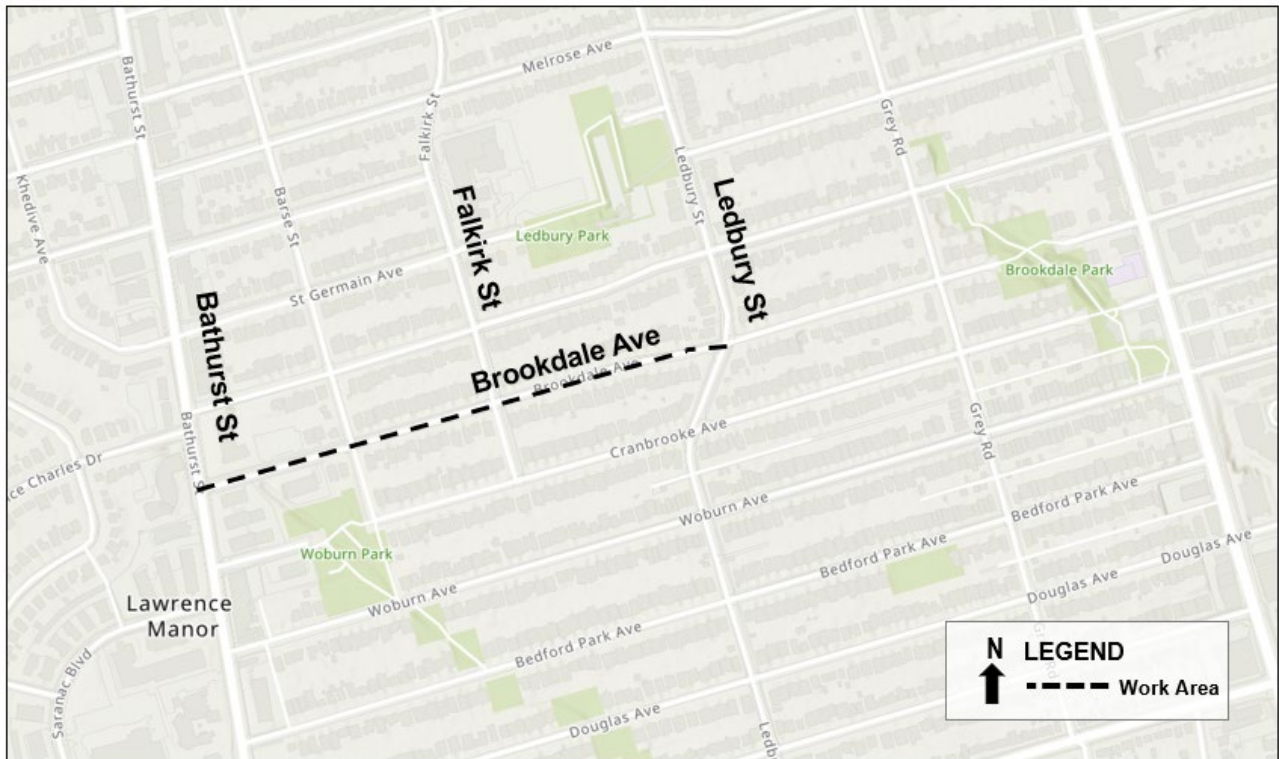 Melrose Ave
Bathurst St
Falkirk St
Grey Rd
Khedive Ave
Barse St
Ledbury St
Falkirk St
Ledbury St
Ledbury Park
Brookdale Park
St Germain Ave
Bathurst St
Brookdale Ave
Brookdale Ave
Bathurst St
Cranbrooke Ave
Grey Rd
ce Charles Dr
Woburn Ave
Bedford Park Ave
Woburn Park
Bedford Park Ave
Douglas Ave
Douglas Ave
Woburn Ave
Lawrence
Manor
Bedford Park Ave
Saranac Blvd
Douglas Ave
Ledb
N LEGEND
Work Area